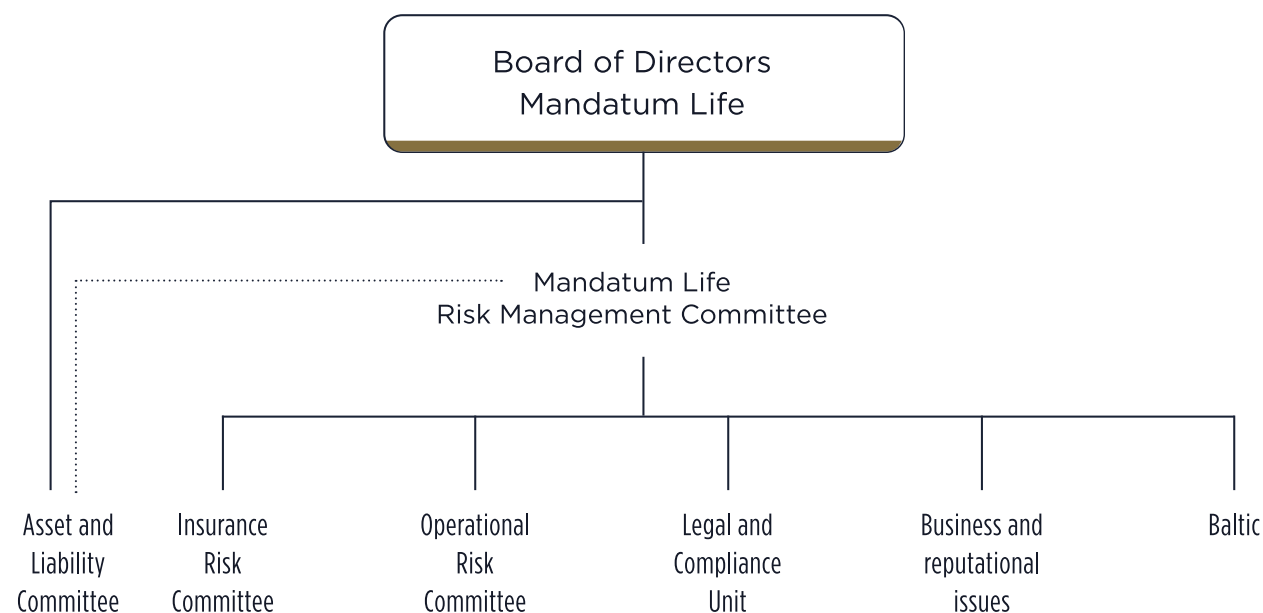 Board of Directors
Mandatum Life
Mandatum Life
Risk Management Committee
Asset and
Liability
Committee
Insurance
Risk
Committee
Operational
Risk
Committee
Legal and
Compliance
Unit
Business and
reputational
issues
Baltic